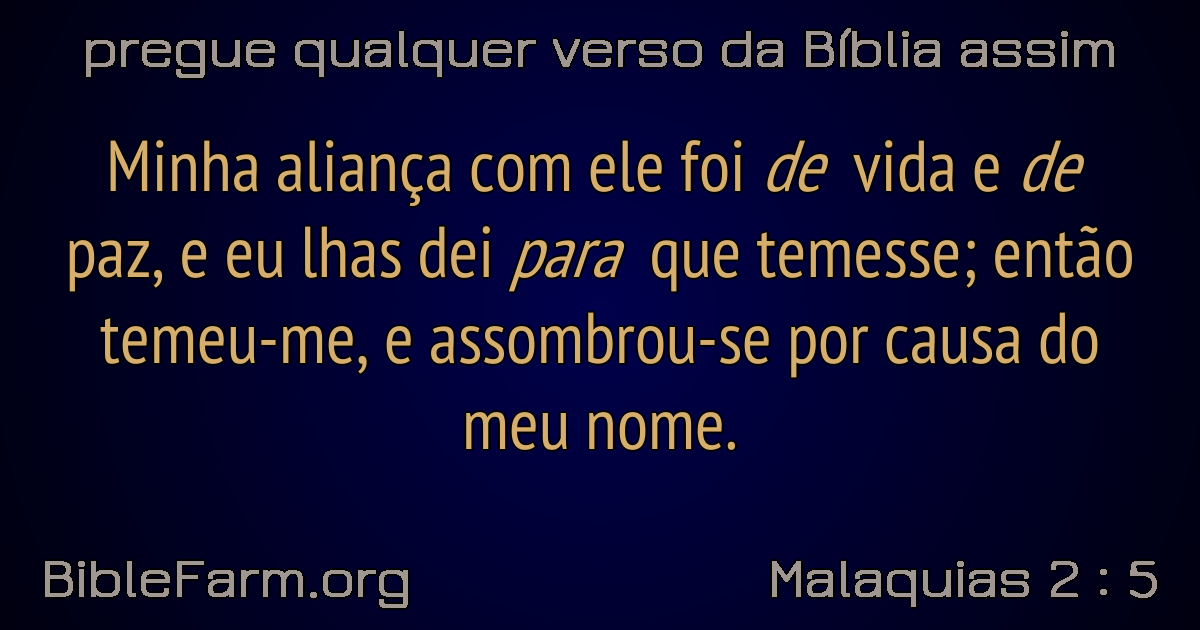 pregue qualquer verso da Bíblia assim
Minha aliança com ele foi de vida e de
paz, e eu lhas dei para que temesse; então
temeu-me, e assombrou-se por causa do
meu nome.
BibleFarm.org
Malaquias 2 : 5